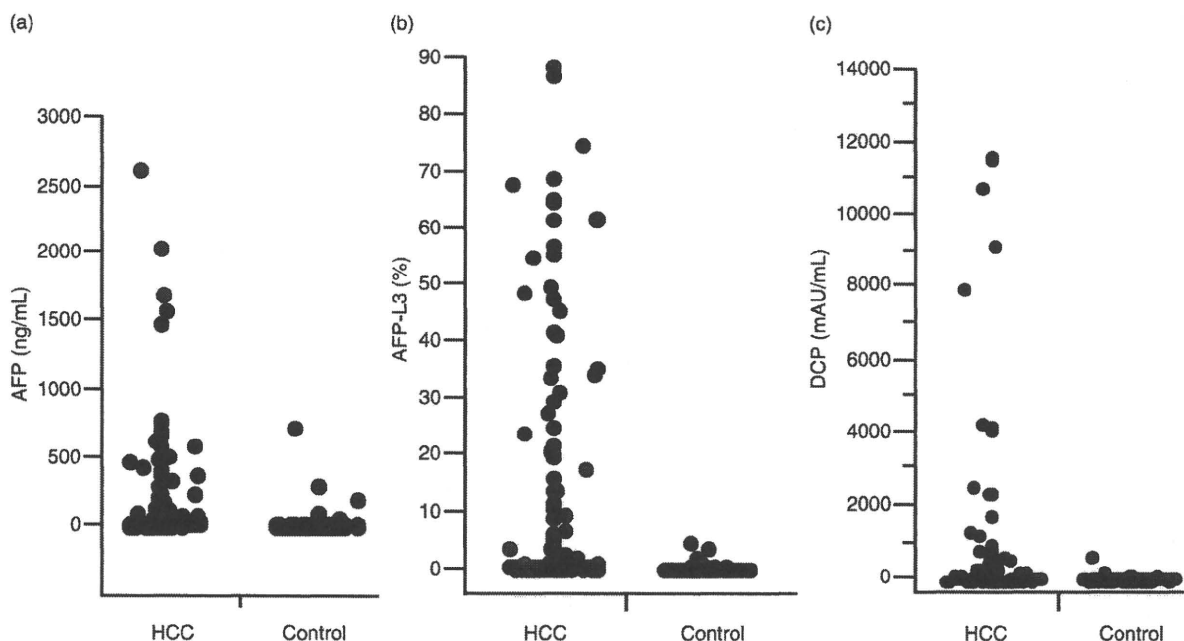 (a)
3000
2500
2000
1500
1000
500
0
AFP (ng/mL)
HCC Control
(b)
90
80
70
60
50
40
30
20
10
0
AFP-L3 (%)
HCC Control
(c)
14000
12000
10000
8000
6000
4000
2000
0
DCP (mAU/mL)
HCC Control